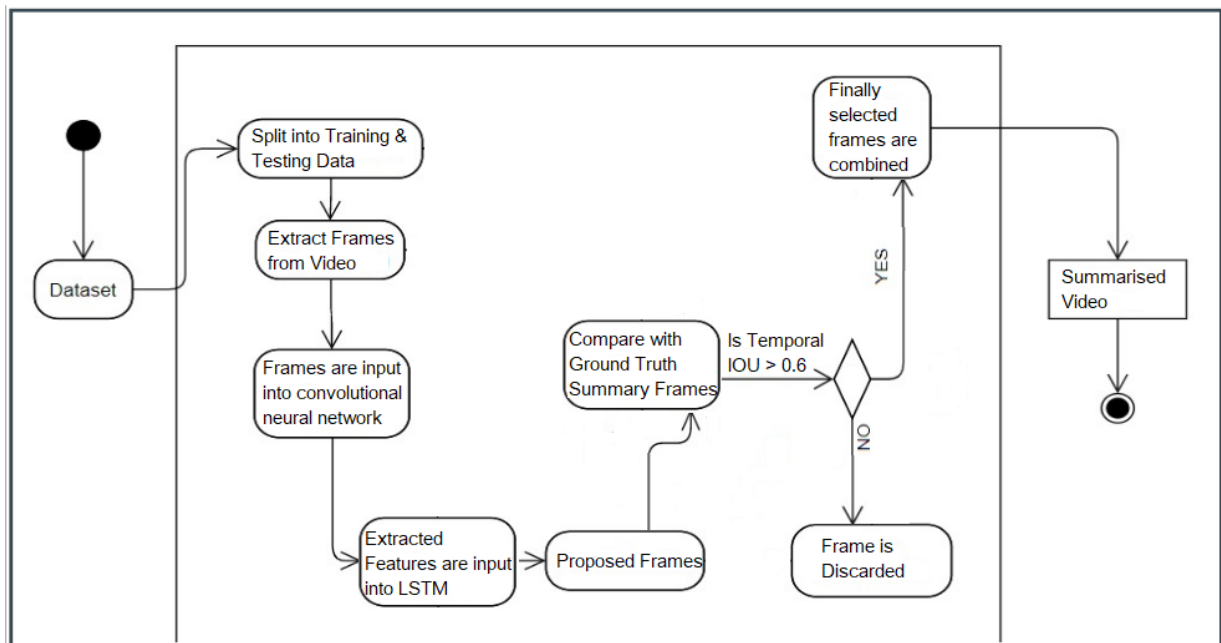 Dataset
Split into Training &
Testing Data
Extract Frames
from Video
Frames are input
into convolutional
neural network
Extracted
Features are input
into LSTM
Proposed Frames
Compare with
Ground Truth
Summary Frames
Is Temporal
IOU > 0.6
YES
NO
Frame is
Discarded
Finally
selected
frames are
combined
Summarised
Video